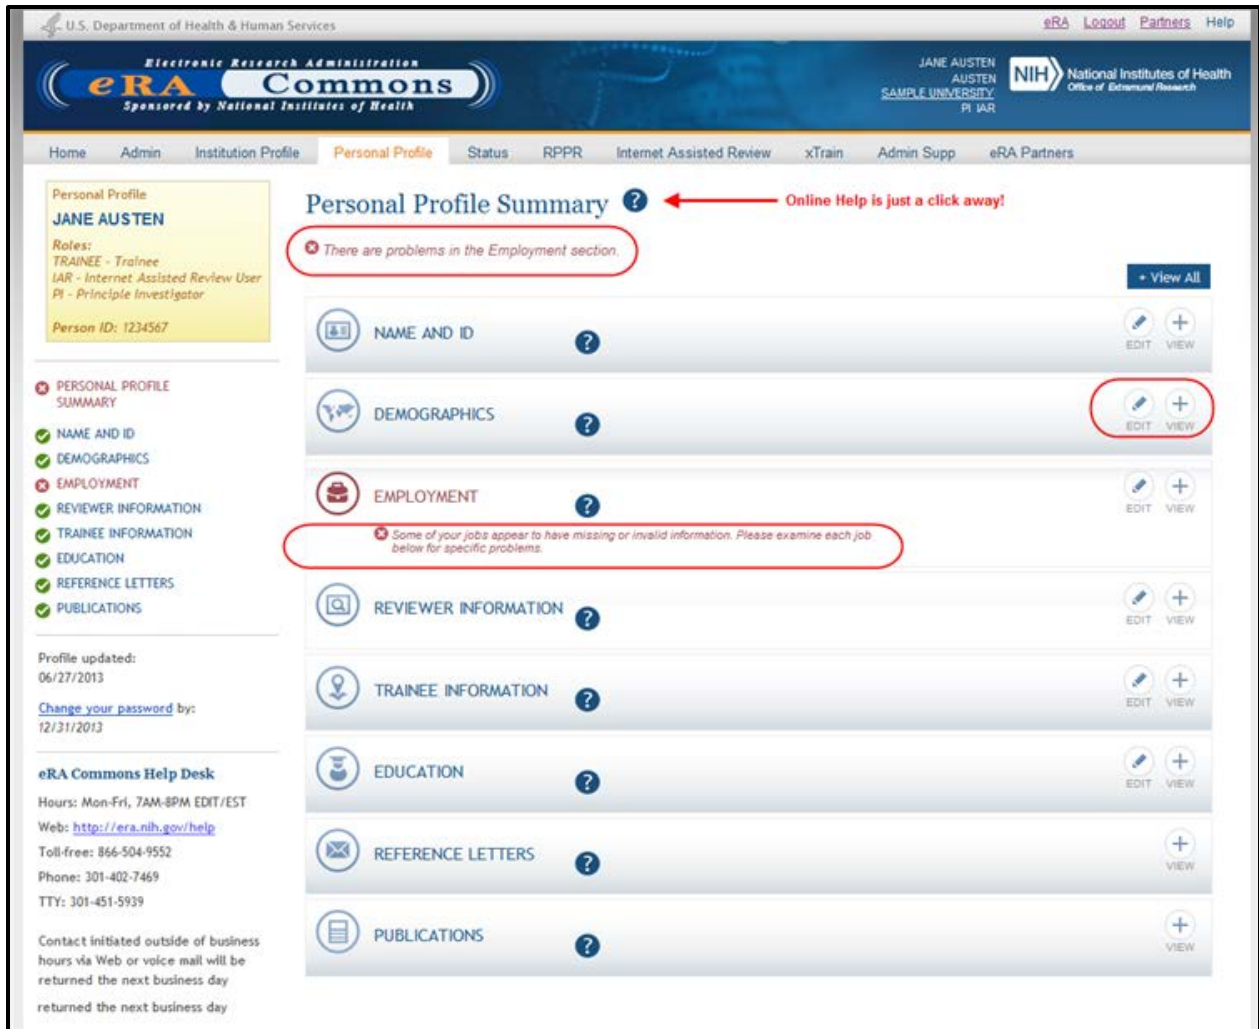 U.S. Department of Health & Human Services
eRA Logout Partners Help
Electronic Research Administration
eRA Commons
Sponsored by National Institutes of Health
JANE AUSTEN
AUSTEN
SAMPLE UNIVERSITY
PI IAR
NIH National Institutes of Health
Office of Extramural Research
Home Admin Institution Profile Personal Profile Status RPPR Internet Assisted Review xTrain Admin Supp eRA Partners
Personal Profile
JANE AUSTEN
Roles:
TRAINEE - Trainee
IAR - Internet Assisted Review User
PI - Principle Investigator
Person ID: 1234567
PERSONAL PROFILE
SUMMARY
NAME AND ID
DEMOGRAPHICS
EMPLOYMENT
REVIEWER INFORMATION
TRAINEE INFORMATION
EDUCATION
REFERENCE LETTERS
PUBLICATIONS
Profile updated:
06/27/2013
Change your password by:
12/31/2013
eRA Commons Help Desk
Hours: Mon-Fri, 7AM-8PM EDIT/EST
Web: http://era.nih.gov/help
Toll-free: 866-504-9552
Phone: 301-402-7469
TTY: 301-451-5939
Contact initiated outside of business
hours via Web or voice mail will be
returned the next business day
returned the next business day
Personal Profile Summary ?
Online Help is just a click away!
There are problems in the Employment section.
+ View All
NAME AND ID ?
EDIT VIEW
DEMOGRAPHICS ?
EDIT VIEW
EMPLOYMENT ?
EDIT VIEW
Some of your jobs appear to have missing or invalid information. Please examine each job
below for specific problems.
REVIEWER INFORMATION ?
EDIT VIEW
TRAINEE INFORMATION ?
EDIT VIEW
EDUCATION ?
EDIT VIEW
REFERENCE LETTERS ?
VIEW
PUBLICATIONS ?
VIEW